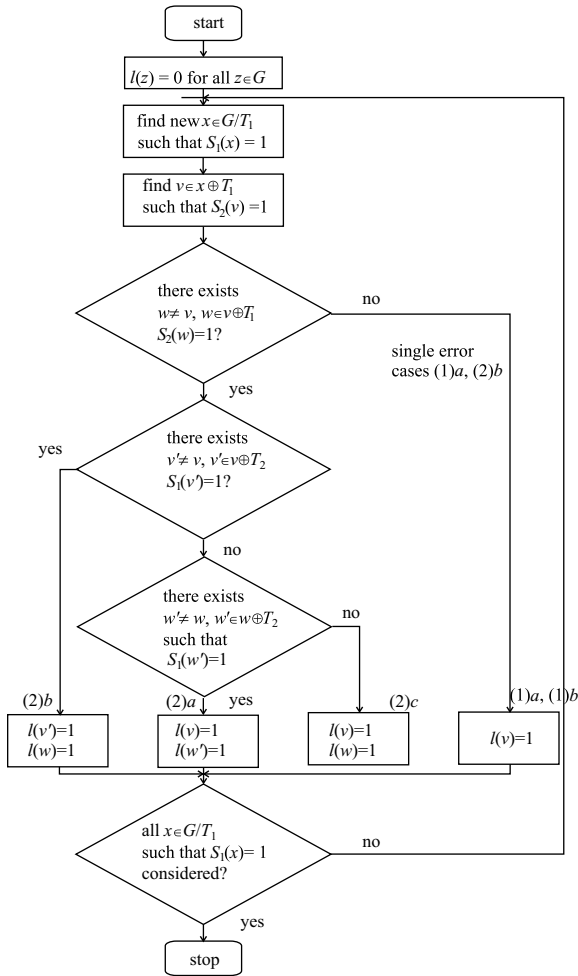 start
l(z) = 0 for all z∈G
find new x∈G/T₁
such that S₁(x) = 1
find v∈x⊕T₁
such that S₂(v) =1
there exists
w≠ v, w∈v⊕T₁
S₂(w)=1?
no
single error
cases (1)a, (2)b
yes
there exists
v′≠ v, v′∈v⊕T₂
S₁(v′)=1?
yes
no
there exists
w′≠ w, w′∈w⊕T₂
such that
S₁(w′)=1
no
(2)b
(2)a
yes
(2)c
(1)a, (1)b
l(v′)=1
l(w)=1
l(v)=1
l(w′)=1
l(v)=1
l(w)=1
l(v)=1
all x∈G/T₁
such that S₁(x)= 1
considered?
no
yes
stop